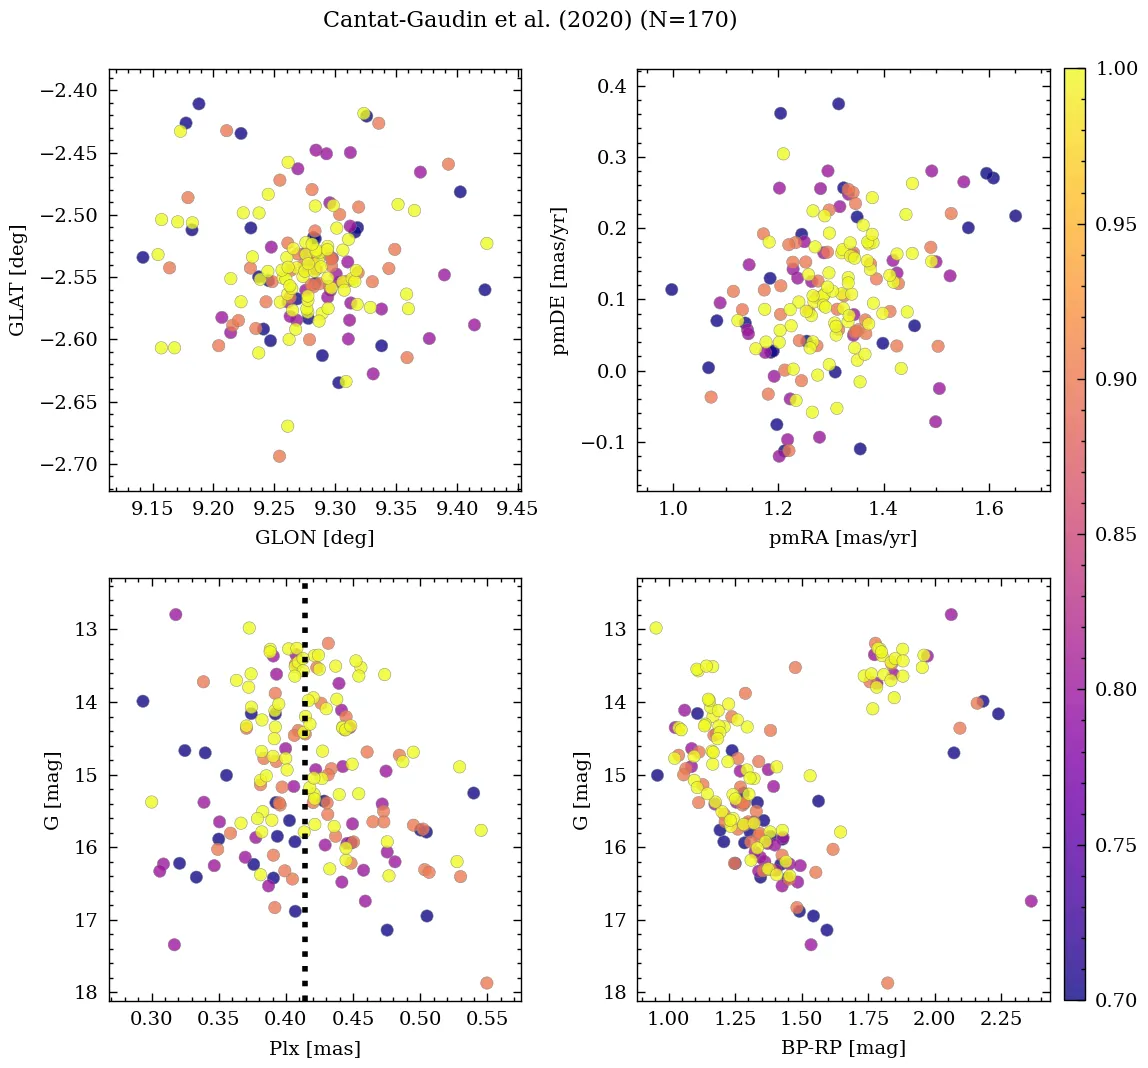 Cantat-Gaudin et al. (2020) (N=170)
−2.40
−2.45
−2.50
−2.55
−2.60
−2.65
−2.70
GLAT [deg]
9.15 9.20 9.25 9.30 9.35 9.40 9.45
GLON [deg]
0.4
0.3
0.2
0.1
0.0
−0.1
pmDE [mas/yr]
1.0 1.2 1.4 1.6
pmRA [mas/yr]
13
14
15
16
17
18
G [mag]
0.30 0.35 0.40 0.45 0.50 0.55
Plx [mas]
13
14
15
16
17
18
G [mag]
1.00 1.25 1.50 1.75 2.00 2.25
BP-RP [mag]
1.00
0.95
0.90
0.85
0.80
0.75
0.70